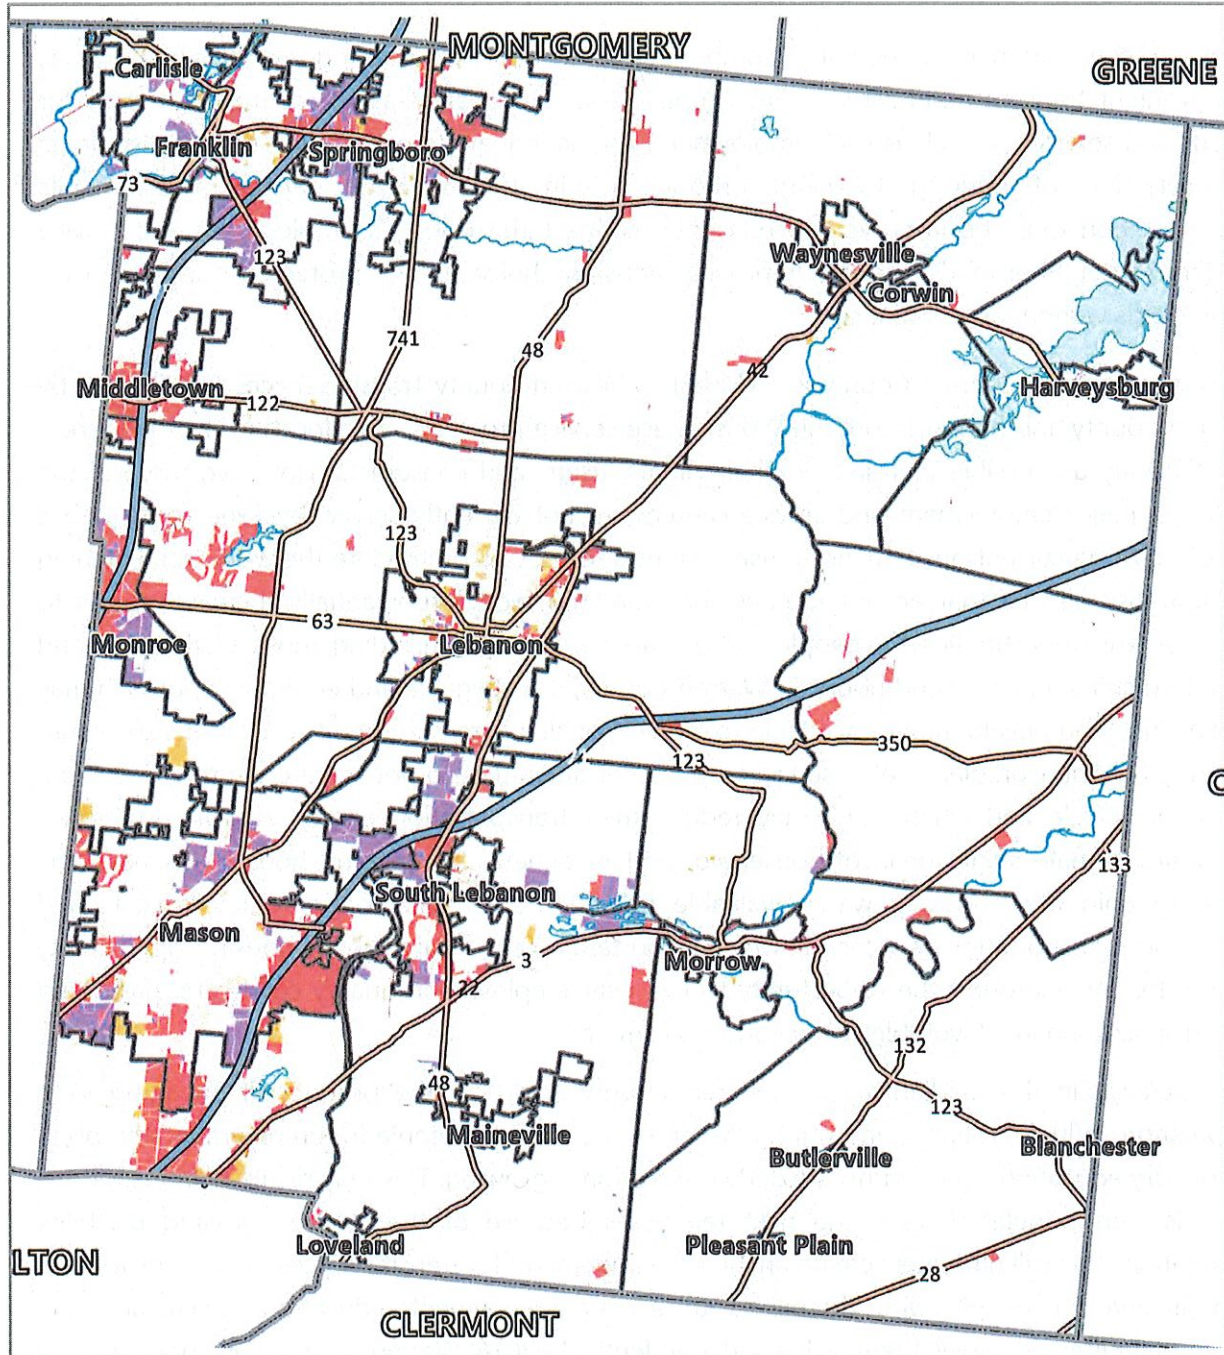 MONTGOMERY
GREENE
Carlisle
Franklin
Springboro
73
123
Waynesville
Corwin
741
48
42
Harveysburg
Middletown
122
123
63
Monroe
Lebanon
123
350
C
133
South Lebanon
Mason
3
Morrow
22
132
48
123
Maineville
Butlerville
Blanchester
Loveland
Pleasant Plain
LTON
28
CLERMONT